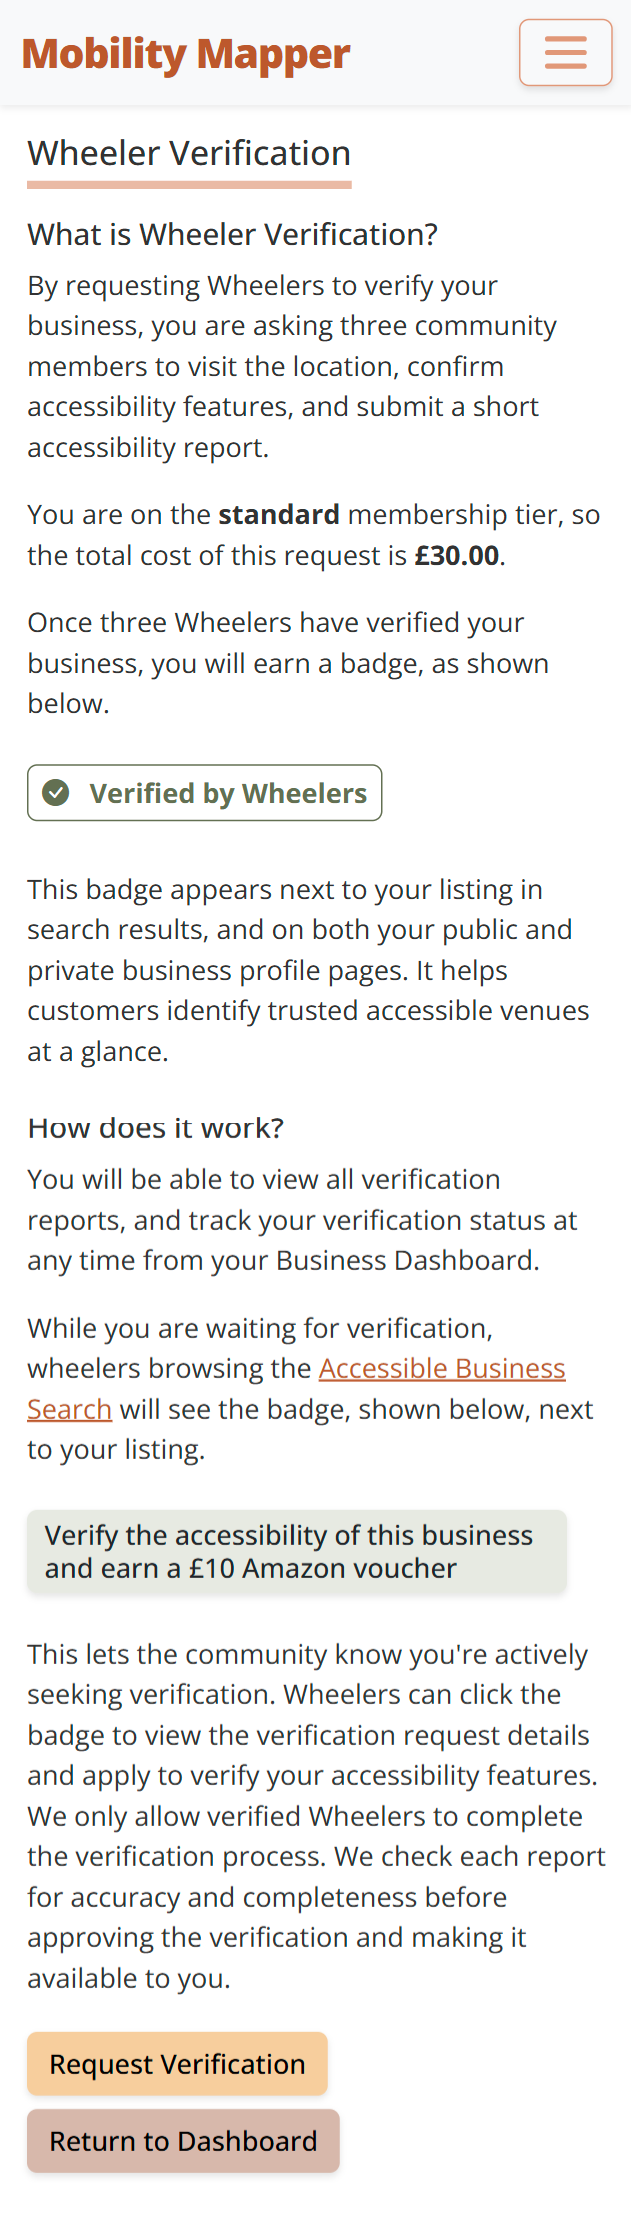 Mobility Mapper
Wheeler Verification
What is Wheeler Verification?
By requesting Wheelers to verify your
business, you are asking three community
members to visit the location, confirm
accessibility features, and submit a short
accessibility report.
You are on the standard membership tier, so
the total cost of this request is £30.00.
Once three Wheelers have verified your
business, you will earn a badge, as shown
below.
Verified by Wheelers
This badge appears next to your listing in
search results, and on both your public and
private business profile pages. It helps
customers identify trusted accessible venues
at a glance.
How does it work?
You will be able to view all verification
reports, and track your verification status at
any time from your Business Dashboard.
While you are waiting for verification,
wheelers browsing the Accessible Business
Search will see the badge, shown below, next
to your listing.
Verify the accessibility of this business
and earn a £10 Amazon voucher
This lets the community know you're actively
seeking verification. Wheelers can click the
badge to view the verification request details
and apply to verify your accessibility features.
We only allow verified Wheelers to complete
the verification process. We check each report
for accuracy and completeness before
approving the verification and making it
available to you.
Request Verification
Return to Dashboard